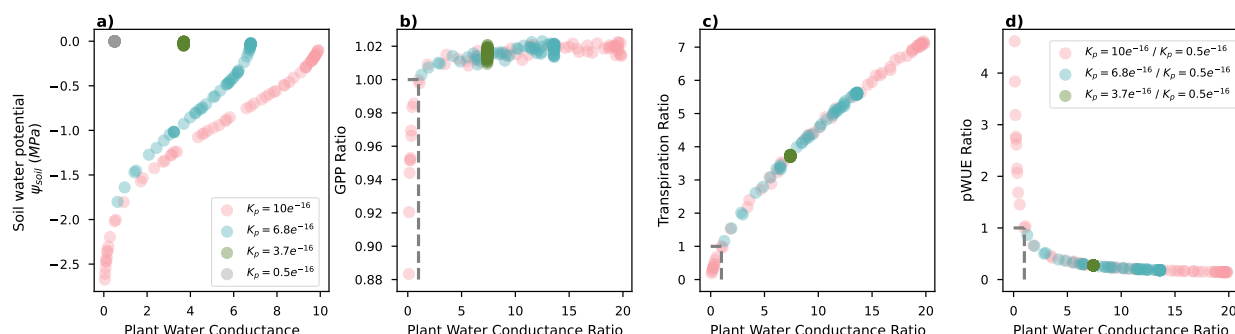 a)
Soil water potential
ψsoil (MPa)
0.0
−0.5
−1.0
−1.5
−2.0
−2.5
0 2 4 6 8 10
Plant Water Conductance
Kp = 10e⁻¹⁶
Kp = 6.8e⁻¹⁶
Kp = 3.7e⁻¹⁶
Kp = 0.5e⁻¹⁶
b)
GPP Ratio
1.02
1.00
0.98
0.96
0.94
0.92
0.90
0.88
0 5 10 15 20
Plant Water Conductance Ratio
c)
Transpiration Ratio
7
6
5
4
3
2
1
0
0 5 10 15 20
Plant Water Conductance Ratio
d)
pWUE Ratio
4
3
2
1
0
0 5 10 15 20
Plant Water Conductance Ratio
Kp = 10e⁻¹⁶ / Kp = 0.5e⁻¹⁶
Kp = 6.8e⁻¹⁶ / Kp = 0.5e⁻¹⁶
Kp = 3.7e⁻¹⁶ / Kp = 0.5e⁻¹⁶